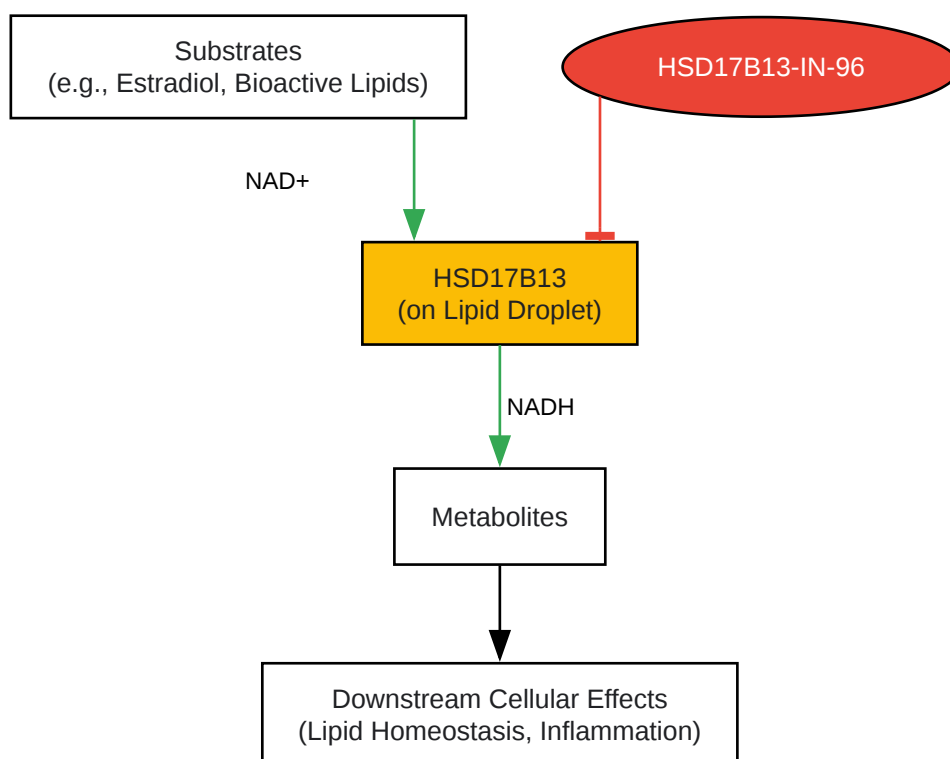 Substrates
(e.g., Estradiol, Bioactive Lipids)
HSD17B13-IN-96
NAD+
HSD17B13
(on Lipid Droplet)
NADH
Metabolites
Downstream Cellular Effects
(Lipid Homeostasis, Inflammation)